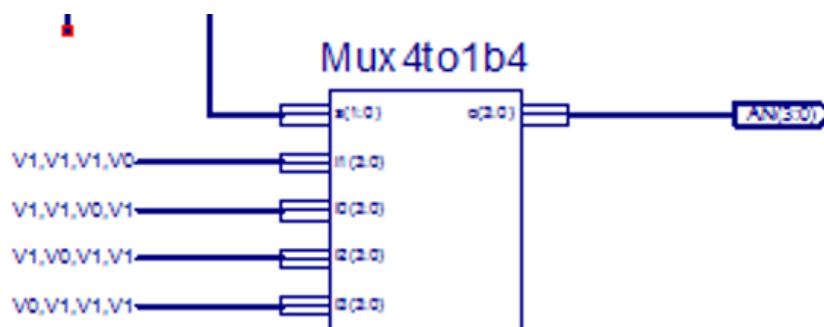 Mux4to1b4
s(1:0) o(3:0) AN(3:0)
V1,V1,V1,V0 I1(3:0)
V1,V1,V0,V1 I0(3:0)
V1,V0,V1,V1 I2(3:0)
V0,V1,V1,V1 I3(3:0)